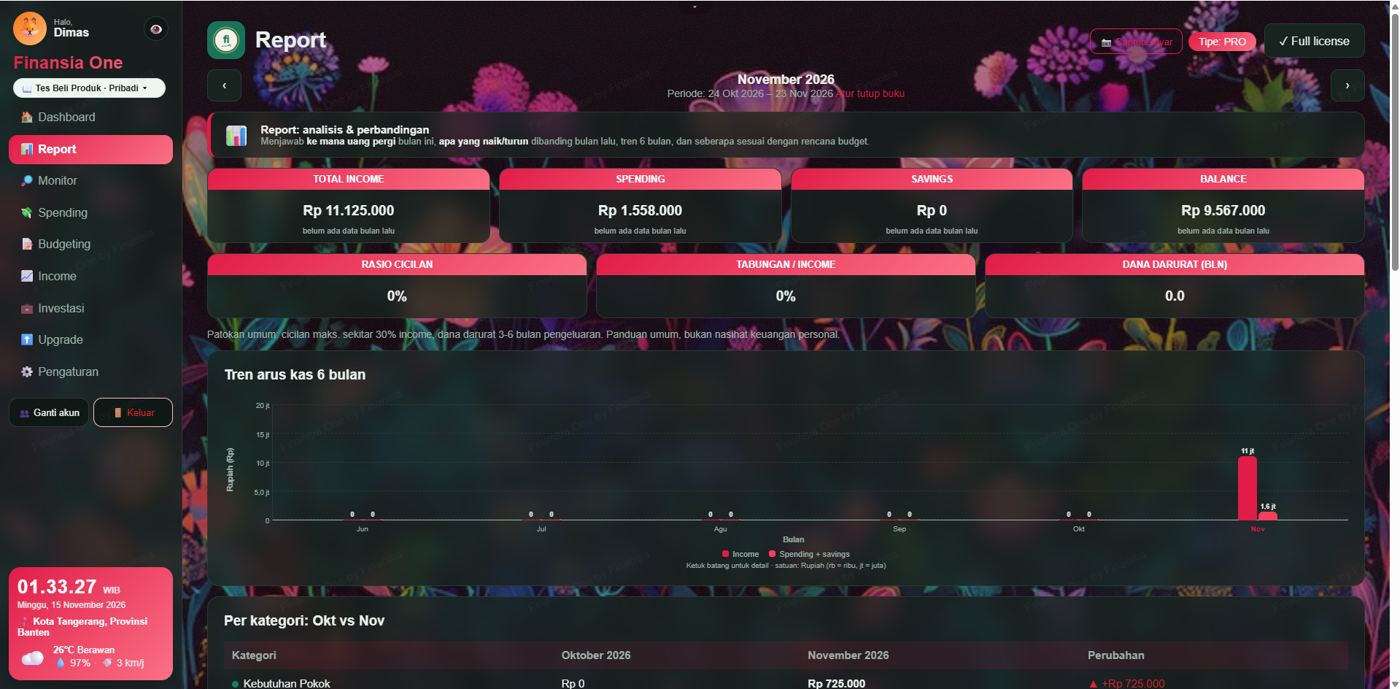 Halo,
Dimas
Finansia One
Tes Beli Produk · Pribadi
Dashboard
Report
Monitor
Spending
Budgeting
Income
Investasi
Upgrade
Pengaturan
Ganti akun
Keluar
01.33.27 WIB
Minggu, 15 November 2026
Kota Tangerang, Provinsi
Banten
26°C Berawan
97% · 3 km/j
fi
Report
Tipe: PRO
✓ Full license
‹
November 2026
›
Periode: 24 Okt 2026 – 23 Nov 2026 Atur tutup buku
Report: analisis & perbandingan
Menjawab ke mana uang pergi bulan ini, apa yang naik/turun dibanding bulan lalu, tren 6 bulan, dan seberapa sesuai dengan rencana budget.
TOTAL INCOME
Rp 11.125.000
belum ada data bulan lalu
SPENDING
Rp 1.558.000
belum ada data bulan lalu
SAVINGS
Rp 0
belum ada data bulan lalu
BALANCE
Rp 9.567.000
belum ada data bulan lalu
RASIO CICILAN
0%
TABUNGAN / INCOME
0%
DANA DARURAT (BLN)
0.0
Patokan umum: cicilan maks. sekitar 30% income, dana darurat 3-6 bulan pengeluaran. Panduan umum, bukan nasihat keuangan personal.
Tren arus kas 6 bulan
20 jt
15 jt
10 jt
5,0 jt
0
Rupiah (Rp)
0 0 0 0 0 0 0 0 0 0 11 jt 1,6 jt
Jun Jul Agu Sep Okt Nov
Bulan
Income Spending + savings
Ketuk batang untuk detail · satuan: Rupiah (rb = ribu, jt = juta)
Per kategori: Okt vs Nov
Kategori Oktober 2026 November 2026 Perubahan
Kebutuhan Pokok Rp 0 Rp 725.000 ▲ +Rp 725.000